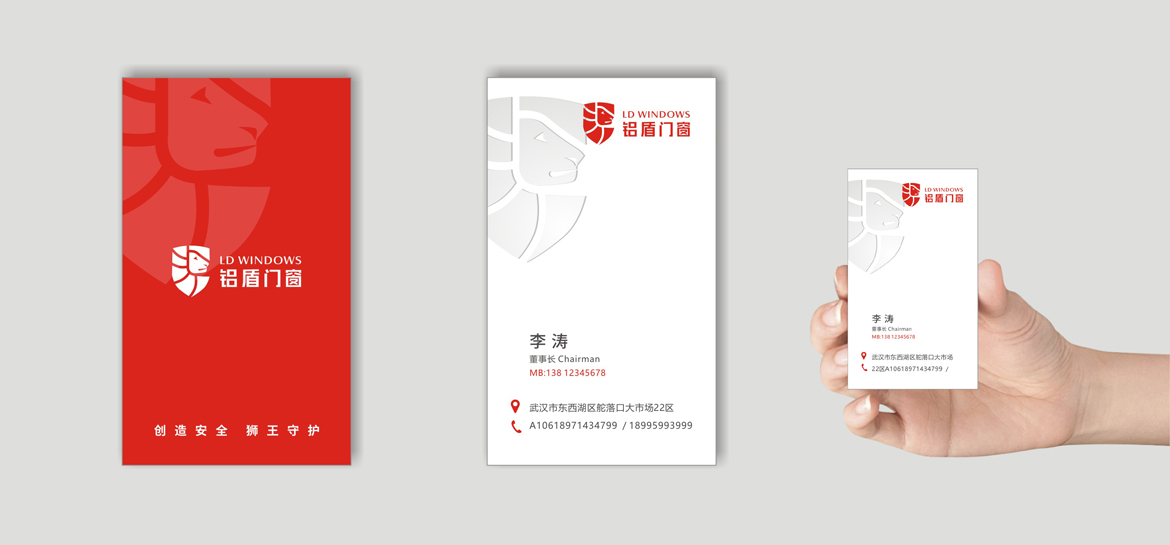 LD WINDOWS
铝盾门窗
创造安全 狮王守护
LD WINDOWS
铝盾门窗
李涛
董事长 Chairman
MB:138 12345678
武汉市东西湖区舵落口大市场22区
A10618971434799 / 18995993999
LD WINDOWS
铝盾门窗
李涛
董事长 Chairman
MB:138 12345678
武汉市东西湖区舵落口大市场
22区A10618971434799 /